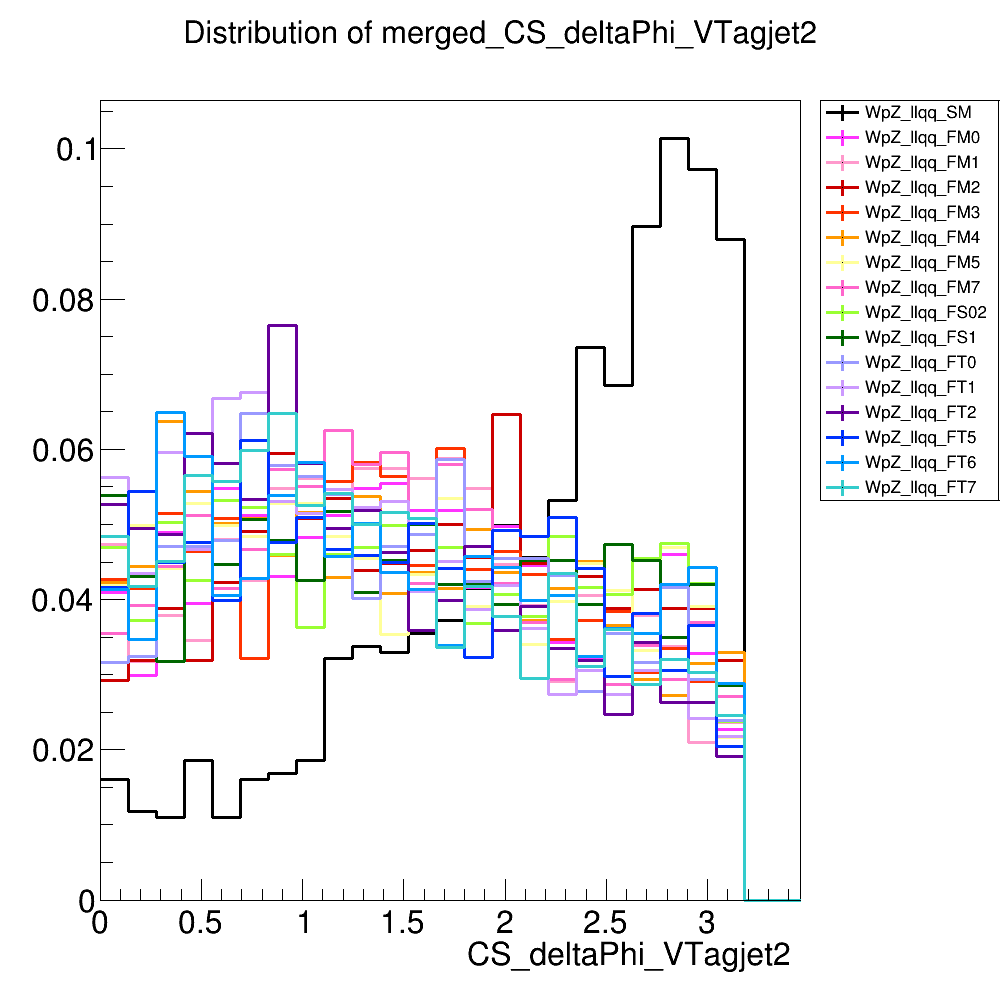 Distribution of merged_CS_deltaPhi_VTagjet2
WpZ_llqq_SM
WpZ_llqq_FM0
WpZ_llqq_FM1
WpZ_llqq_FM2
WpZ_llqq_FM3
WpZ_llqq_FM4
WpZ_llqq_FM5
WpZ_llqq_FM7
WpZ_llqq_FS02
WpZ_llqq_FS1
WpZ_llqq_FT0
WpZ_llqq_FT1
WpZ_llqq_FT2
WpZ_llqq_FT5
WpZ_llqq_FT6
WpZ_llqq_FT7
0.1
0.08
0.06
0.04
0.02
0
0 0.5 1 1.5 2 2.5 3
CS_deltaPhi_VTagjet2